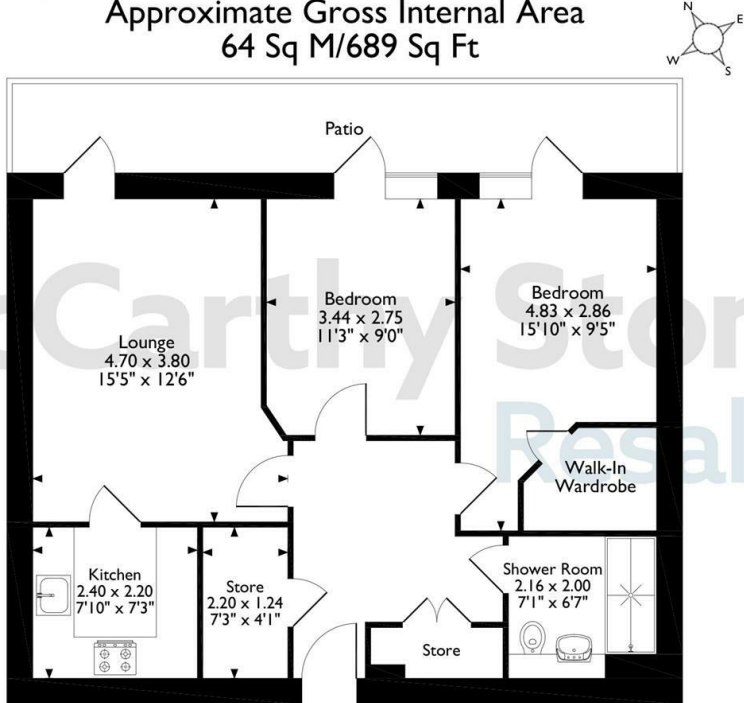 Approximate Gross Internal Area
64 Sq M/689 Sq Ft
N
E
W
S
Patio
Bedroom
3.44 x 2.75
11'3" x 9'0"
Bedroom
4.83 x 2.86
15'10" x 9'5"
Lounge
4.70 x 3.80
15'5" x 12'6"
Walk-In
Wardrobe
Kitchen
2.40 x 2.20
7'10" x 7'3"
Store
2.20 x 1.24
7'3" x 4'1"
Shower Room
2.16 x 2.00
7'1" x 6'7"
Store
cCarthy Ston
Resal